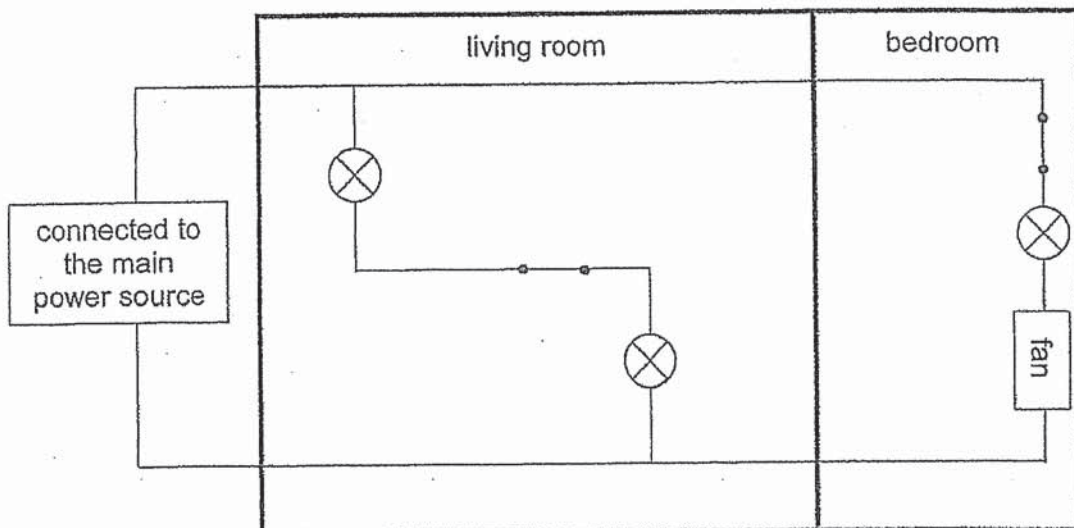 living room
bedroom
connected to
the main
power source
fan